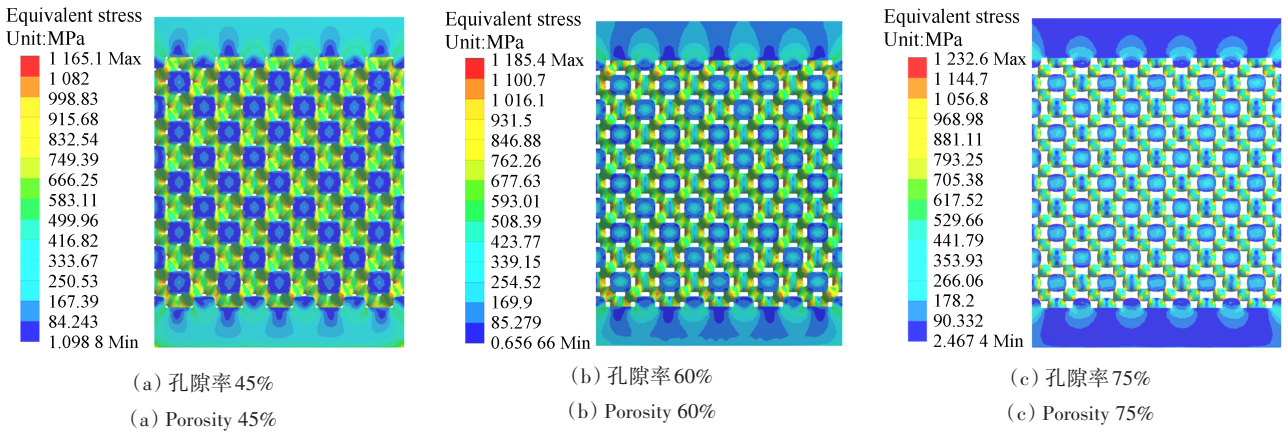 Equivalent stress
Unit:MPa
1 165.1 Max
1 082
998.83
915.68
832.54
749.39
666.25
583.11
499.96
416.82
333.67
250.53
167.39
84.243
1.098 8 Min
(a)孔隙率45%
(a) Porosity 45%
Equivalent stress
Unit:MPa
1 185.4 Max
1 100.7
1 016.1
931.5
846.88
762.26
677.63
593.01
508.39
423.77
339.15
254.52
169.9
85.279
0.656 66 Min
(b)孔隙率60%
(b) Porosity 60%
Equivalent stress
Unit:MPa
1 232.6 Max
1 144.7
1 056.8
968.98
881.11
793.25
705.38
617.52
529.66
441.79
353.93
266.06
178.2
90.332
2.467 4 Min
(c)孔隙率75%
(c) Porosity 75%